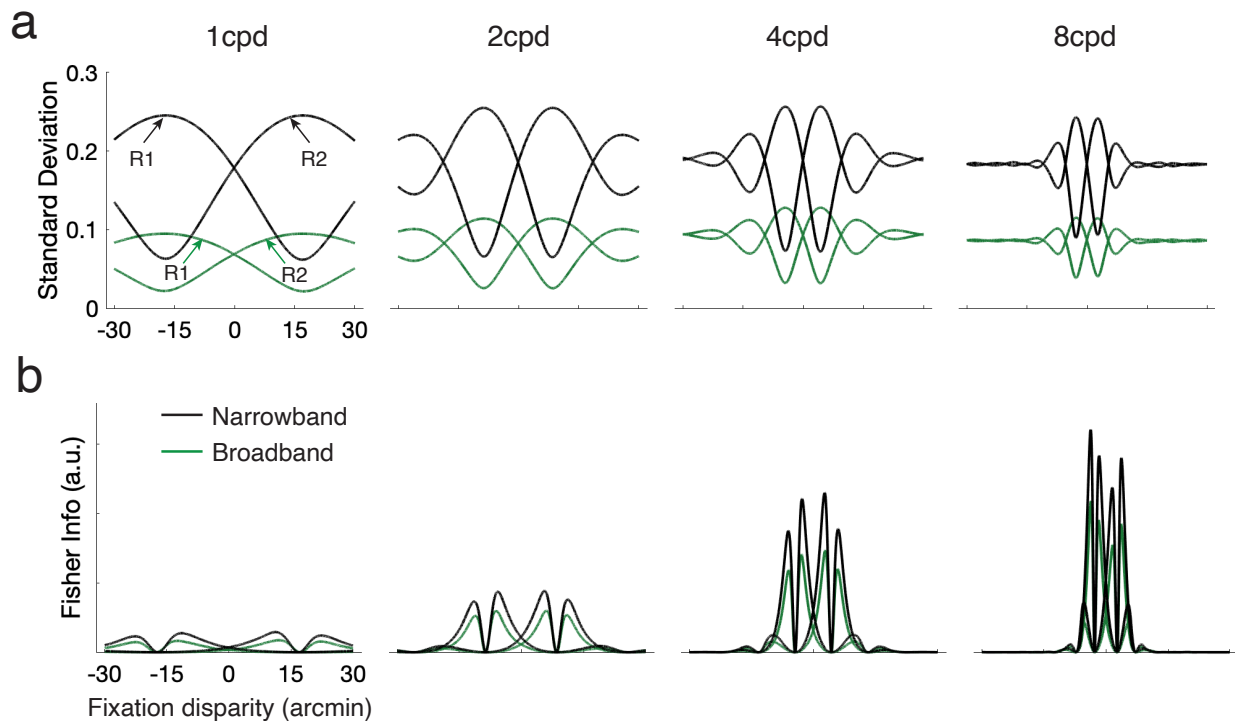 a
1cpd 2cpd 4cpd 8cpd
Standard Deviation
0.3
0.2
0.1
0
R1 R2
R1 R2
-30 -15 0 15 30
b
Fisher Info (a.u.)
Narrowband
Broadband
-30 -15 0 15 30
Fixation disparity (arcmin)